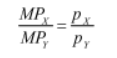 MP_X / MP_Y = p_X / p_Y